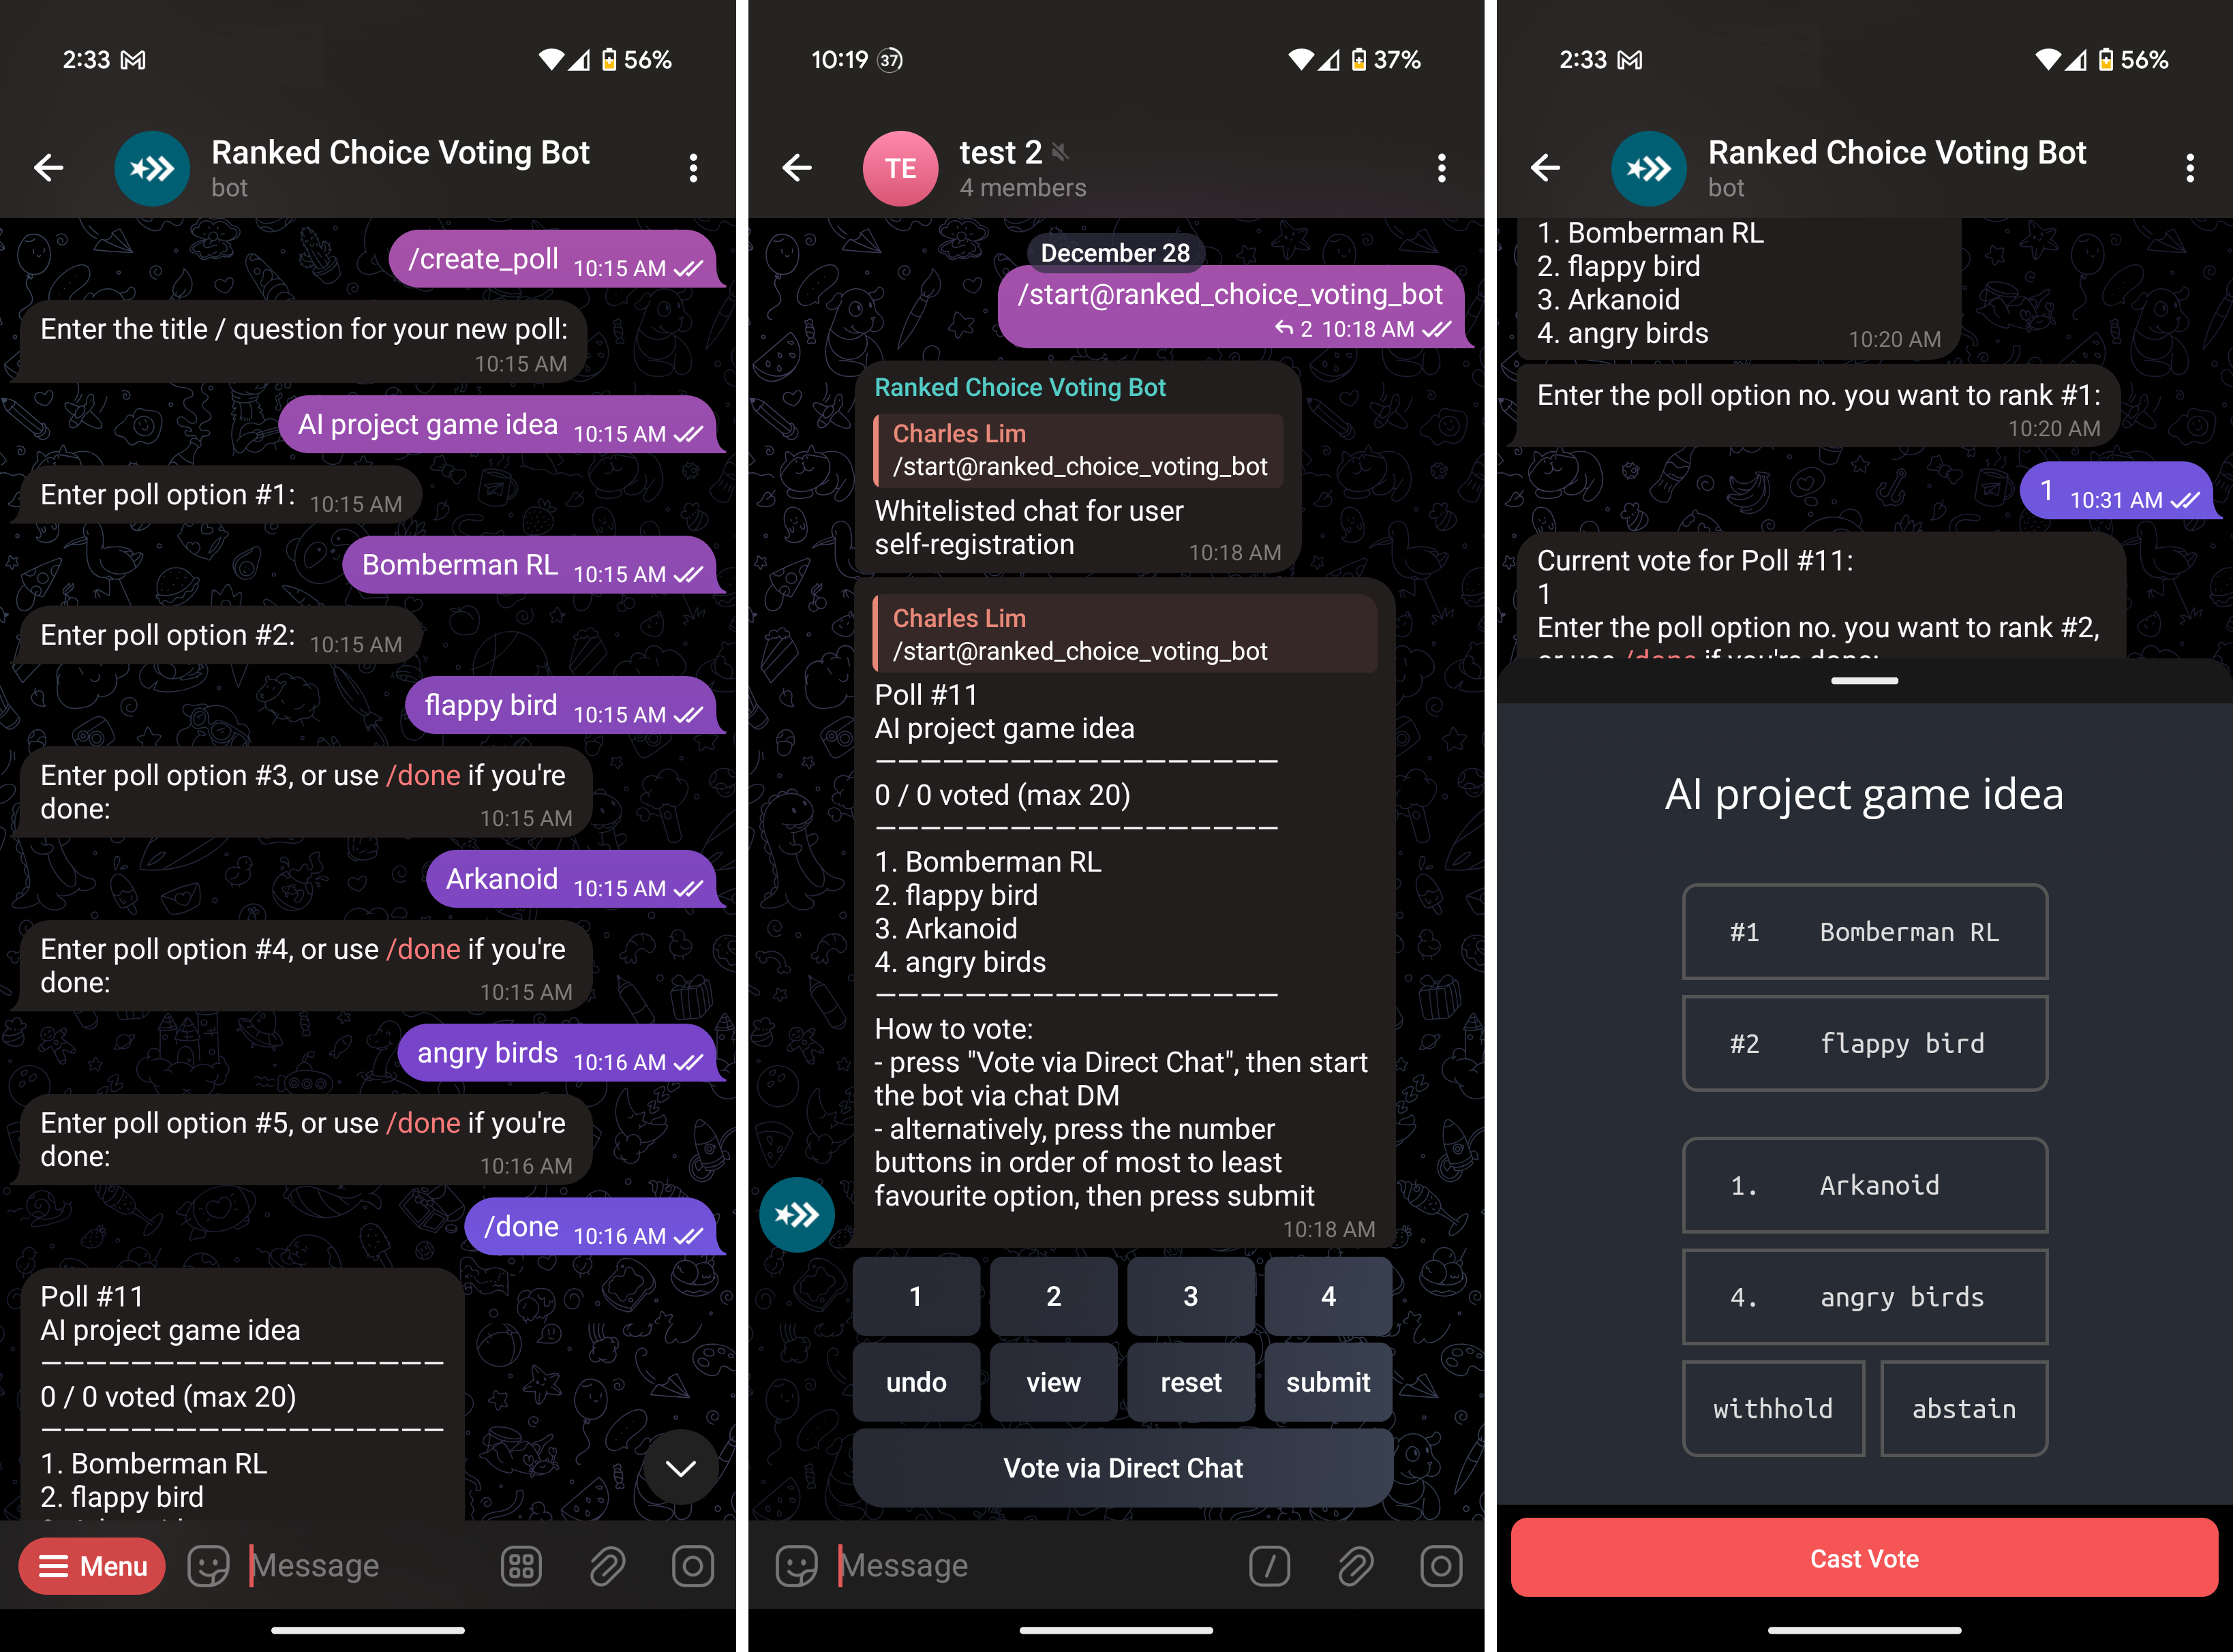 2:33
56%
Ranked Choice Voting Bot
bot
/create_poll 10:15 AM
Enter the title / question for your new poll:
10:15 AM
AI project game idea 10:15 AM
Enter poll option #1: 10:15 AM
Bomberman RL 10:15 AM
Enter poll option #2: 10:15 AM
flappy bird 10:15 AM
Enter poll option #3, or use /done if you're
done:
10:15 AM
Arkanoid 10:15 AM
Enter poll option #4, or use /done if you're
done:
10:15 AM
angry birds 10:16 AM
Enter poll option #5, or use /done if you're
done:
10:16 AM
/done 10:16 AM
Poll #11
AI project game idea
0 / 0 voted (max 20)
1. Bomberman RL
2. flappy bird
Menu
Message
10:19 37
37%
TE
test 2
4 members
December 28
/start@ranked_choice_voting_bot
2 10:18 AM
Ranked Choice Voting Bot
Charles Lim
/start@ranked_choice_voting_bot
Whitelisted chat for user
self-registration 10:18 AM
Charles Lim
/start@ranked_choice_voting_bot
Poll #11
AI project game idea
0 / 0 voted (max 20)
1. Bomberman RL
2. flappy bird
3. Arkanoid
4. angry birds
How to vote:
- press "Vote via Direct Chat", then start
the bot via chat DM
- alternatively, press the number
buttons in order of most to least
favourite option, then press submit
10:18 AM
1 2 3 4
undo view reset submit
Vote via Direct Chat
Message
2:33
56%
Ranked Choice Voting Bot
bot
1. Bomberman RL
2. flappy bird
3. Arkanoid
4. angry birds 10:20 AM
Enter the poll option no. you want to rank #1:
10:20 AM
1 10:31 AM
Current vote for Poll #11:
1
Enter the poll option no. you want to rank #2,
or use /done if you're done:
AI project game idea
#1 Bomberman RL
#2 flappy bird
1. Arkanoid
4. angry birds
withhold abstain
Cast Vote